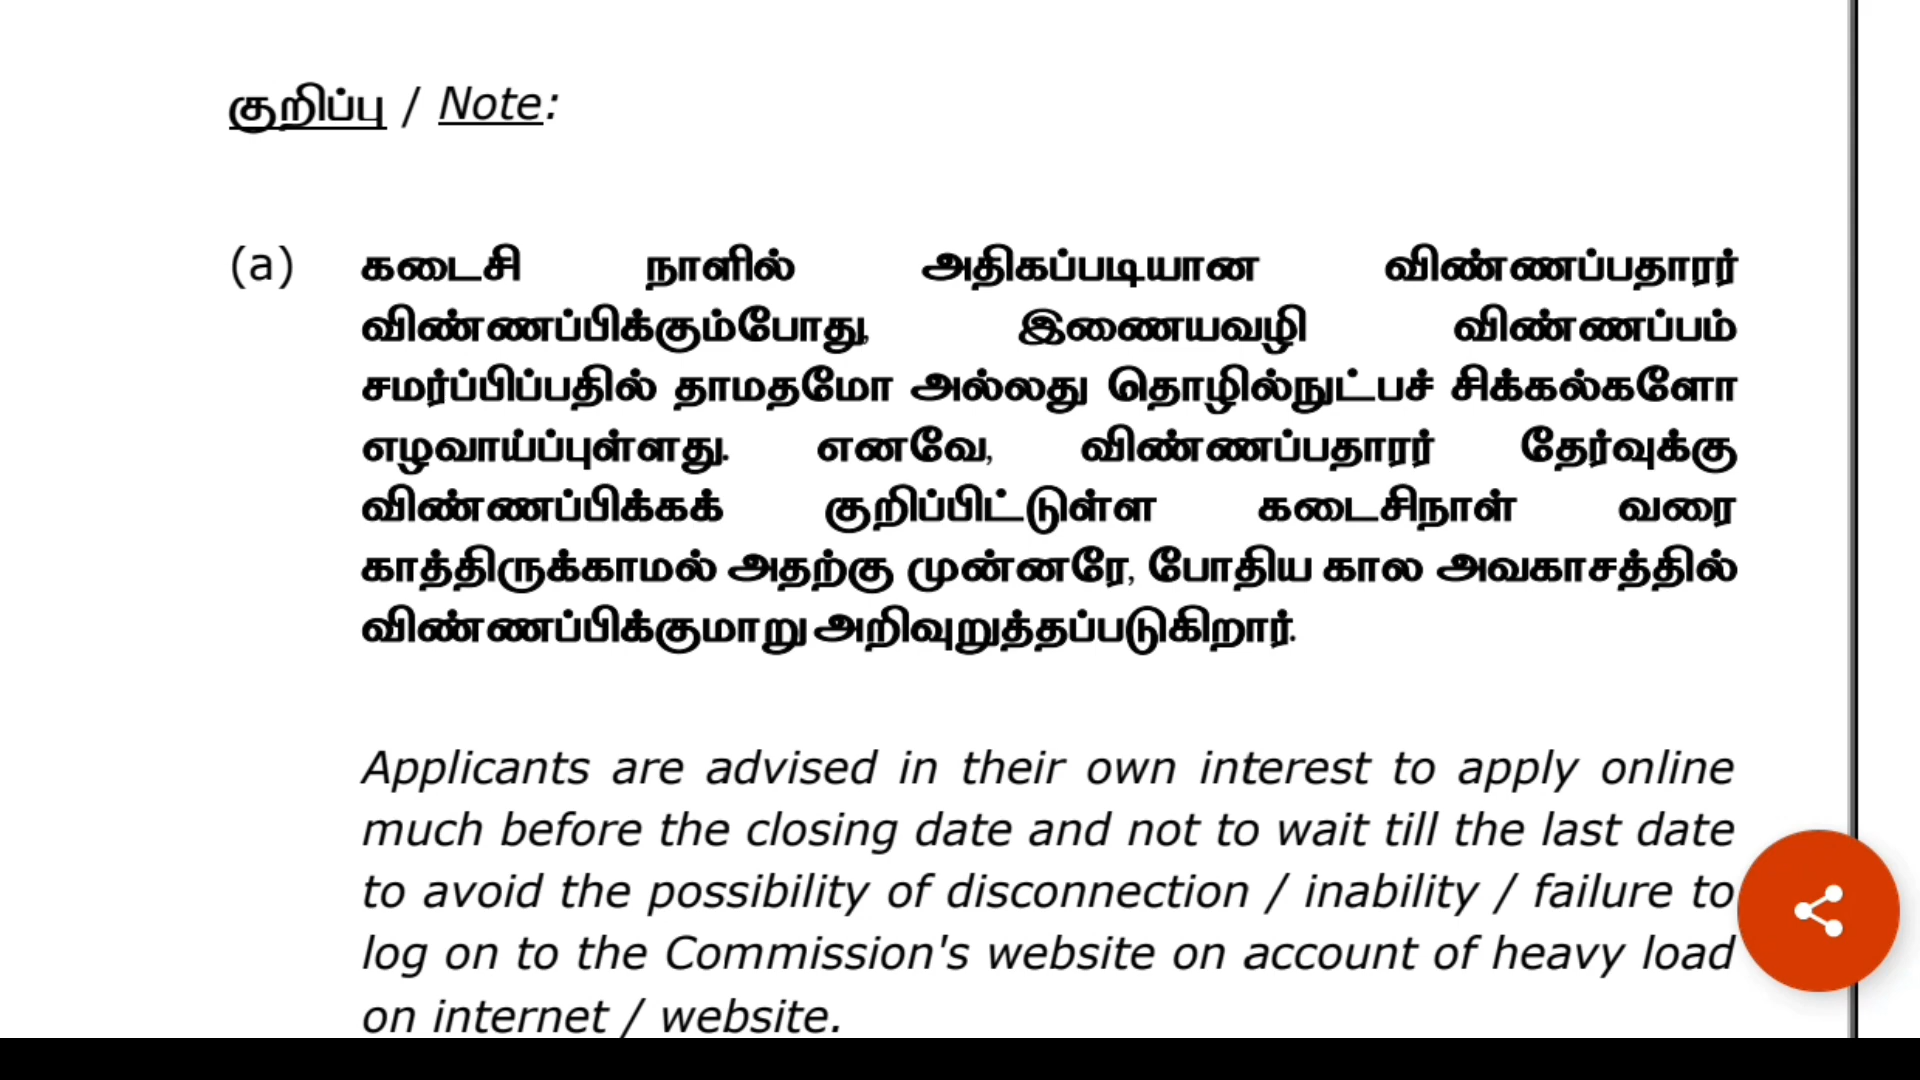 குறிப்பு / Note:
(a) கடைசி நாளில் அதிகப்படியான விண்ணப்பதாரர்
விண்ணப்பிக்கும்போது, இணையவழி விண்ணப்பம்
சமர்ப்பிப்பதில் தாமதமோ அல்லது தொழில்நுட்பச் சிக்கல்களோ
எழவாய்ப்புள்ளது. எனவே, விண்ணப்பதாரர் தேர்வுக்கு
விண்ணப்பிக்கக் குறிப்பிட்டுள்ள கடைசிநாள் வரை
காத்திருக்காமல் அதற்கு முன்னரே, போதிய கால அவகாசத்தில்
விண்ணப்பிக்குமாறு அறிவுறுத்தப்படுகிறார்.
Applicants are advised in their own interest to apply online
much before the closing date and not to wait till the last date
to avoid the possibility of disconnection / inability / failure to
log on to the Commission's website on account of heavy load
on internet / website.